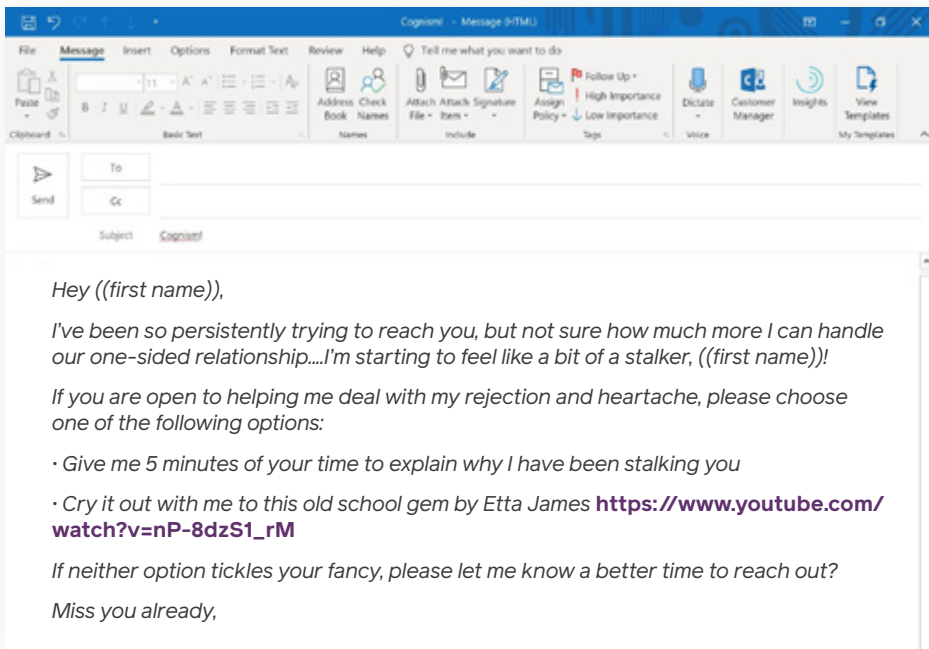 Cognism! - Message (HTML)
File Message Insert Options Format Text Review Help Tell me what you want to do
Paste
11
B I U
Address Book
Check Names
Attach File
Attach Item
Signature
Assign Policy
Follow Up
High Importance
Low Importance
Dictate
Customer Manager
Insights
View Templates
Clipboard Basic Text Names Include Tags Voice My Templates
To
Send
Cc
Subject Cognism!
Hey ((first name)),
I've been so persistently trying to reach you, but not sure how much more I can handle
our one-sided relationship....I'm starting to feel like a bit of a stalker, ((first name))!
If you are open to helping me deal with my rejection and heartache, please choose
one of the following options:
· Give me 5 minutes of your time to explain why I have been stalking you
· Cry it out with me to this old school gem by Etta James https://www.youtube.com/
watch?v=nP-8dzS1_rM
If neither option tickles your fancy, please let me know a better time to reach out?
Miss you already,